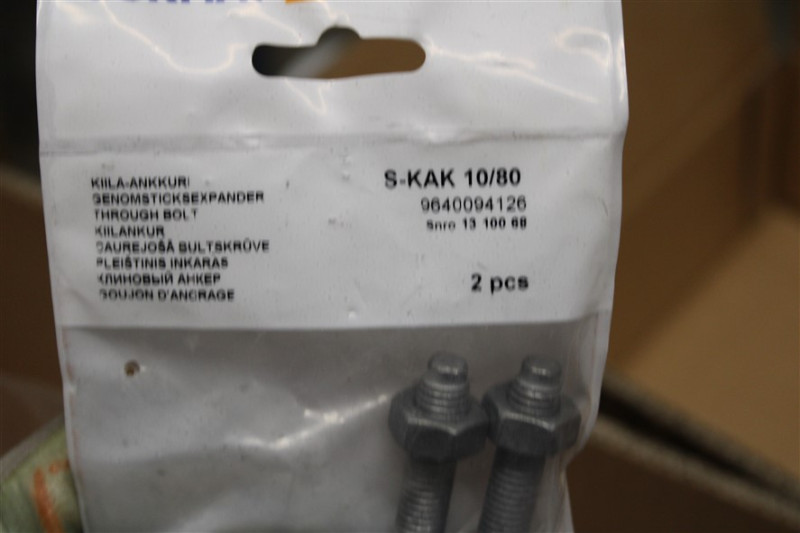 KIILA-ANKKURI
GENOMSTICKSEXPANDER
THROUGH BOLT
KIILANKUR
CAUREJOŠĀ BULTSKRŪVE
PLEIŠTINIS INKARAS
КЛИНОВЫЙ АНКЕР
GOUJON D'ANCRAGE
S-KAK 10/80
9640094126
Snro 13 100 68
2 pcs